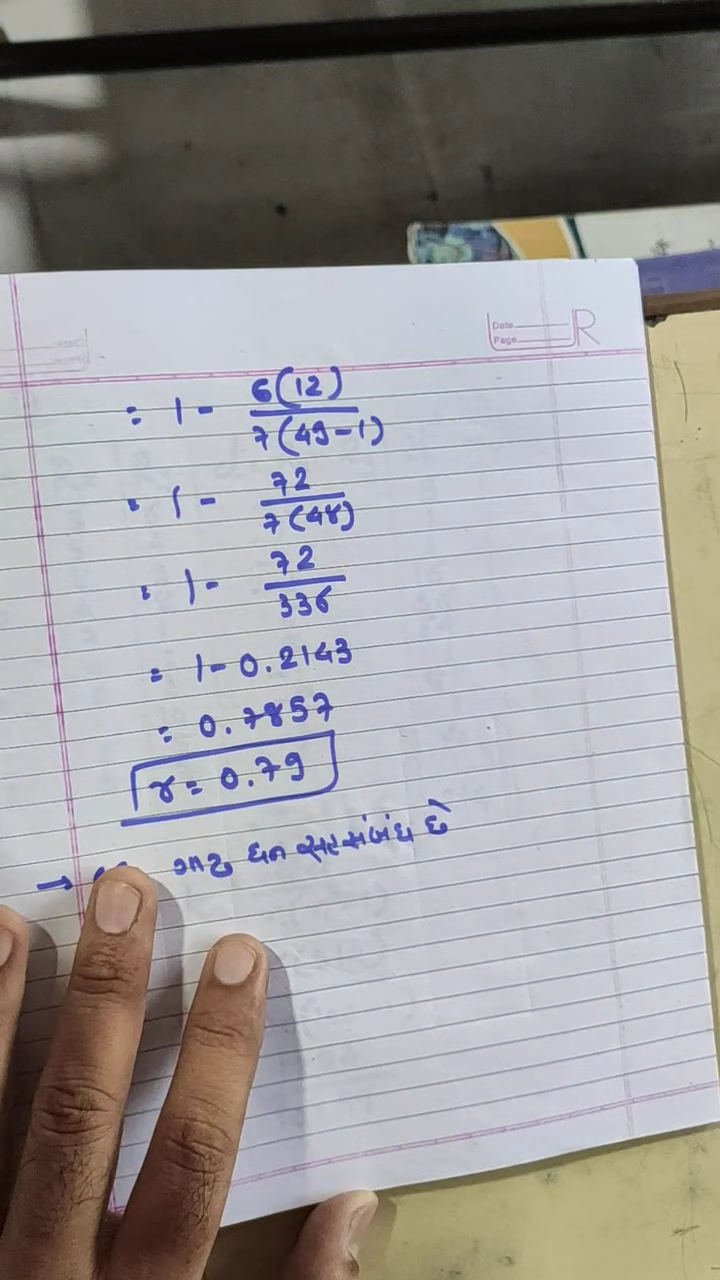 Date
Page
R
= 1 - 6(12) / 7(49-1)
= 1 - 72 / 7(48)
= 1 - 72 / 336
= 1 - 0.2143
= 0.7857
r = 0.79
→ ગાઢ ધન સહસંબંધ છે